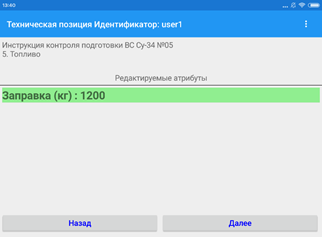 13:40
Техническая позиция Идентификатор: user1
Инструкция контроля подготовки ВС Су-34 №05
5. Топливо
Редактируемые атрибуты
Заправка (кг) : 1200
Назад Далее